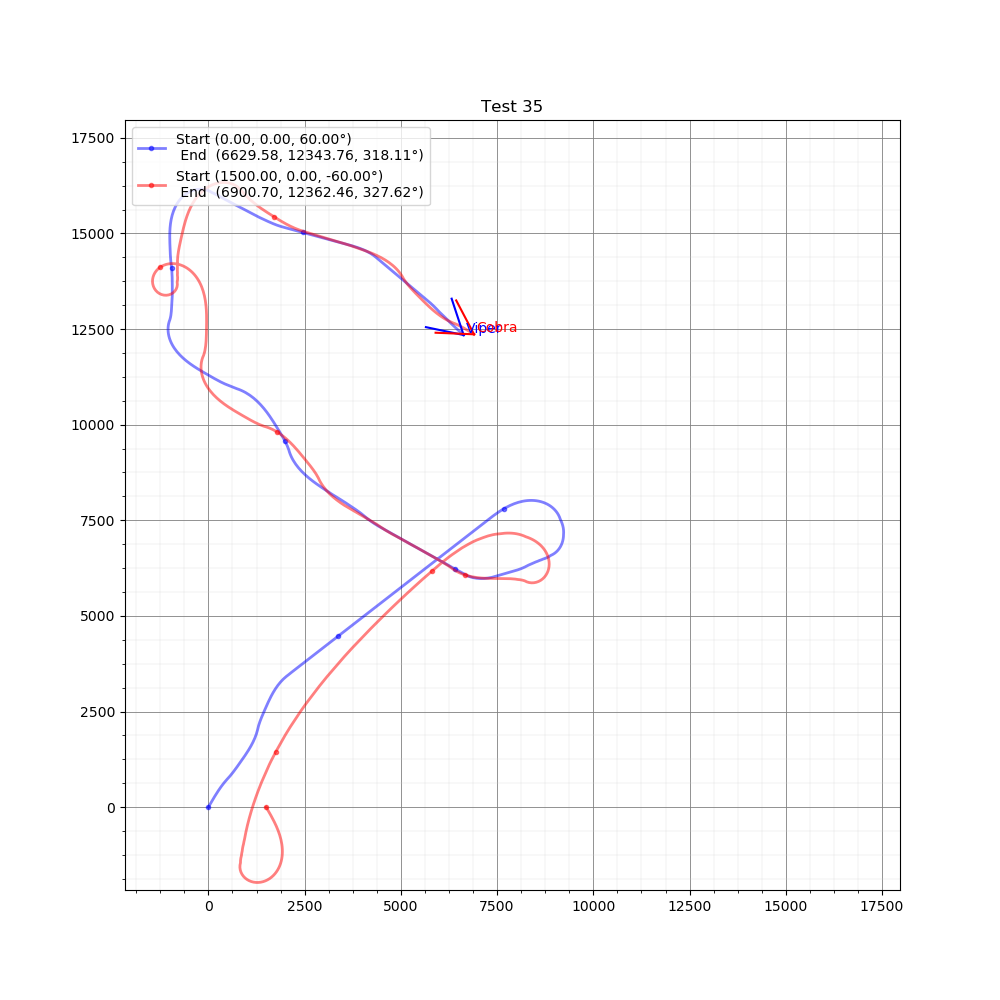 Test 35
Start (0.00, 0.00, 60.00°)
End (6629.58, 12343.76, 318.11°)
Start (1500.00, 0.00, -60.00°)
End (6900.70, 12362.46, 327.62°)
17500
15000
12500
10000
7500
5000
2500
0
Viper
Cobra
0 2500 5000 7500 10000 12500 15000 17500